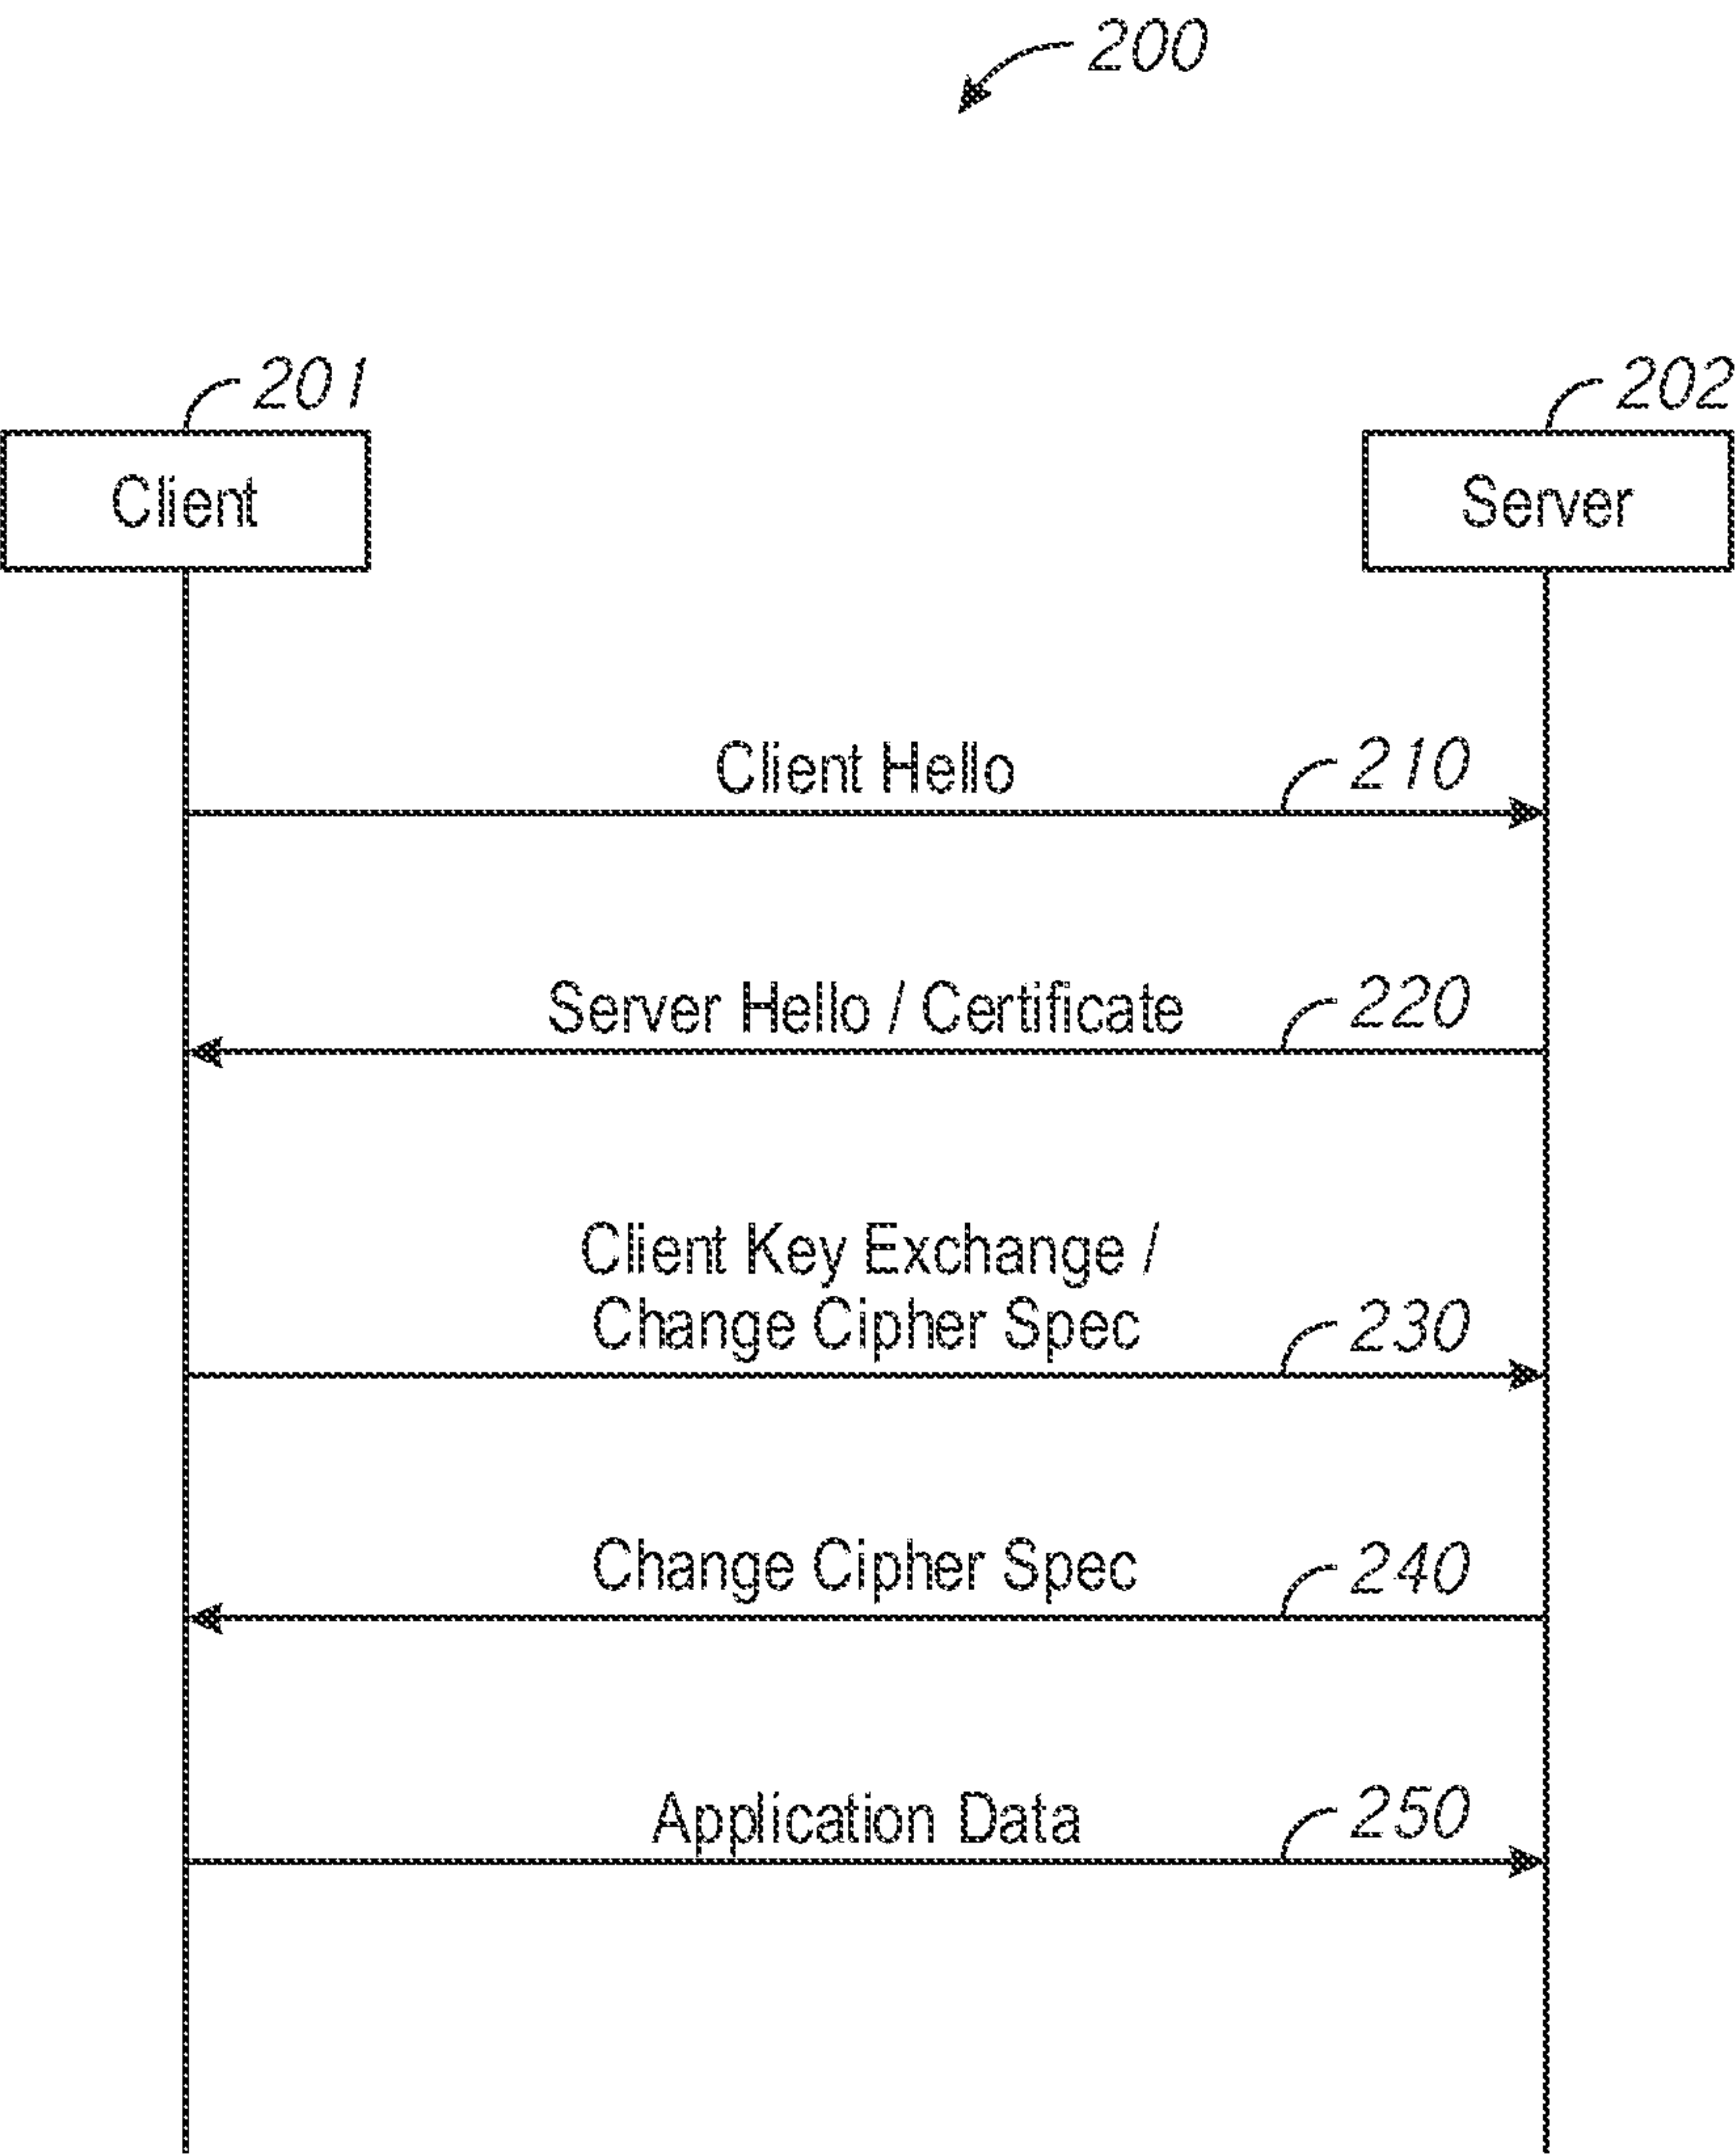 200
201
202
Client
Server
Client Hello
210
Server Hello / Certificate
220
Client Key Exchange /
Change Cipher Spec
230
Change Cipher Spec
240
Application Data
250